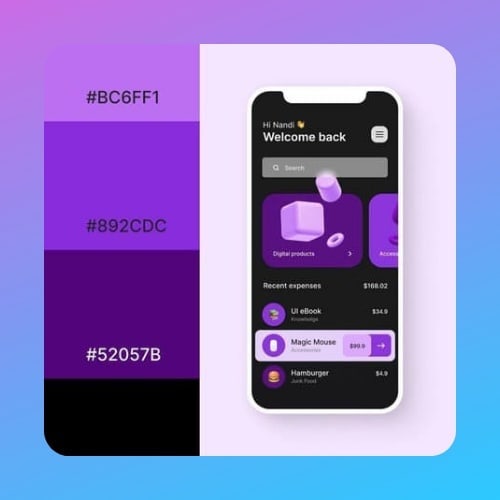 #BC6FF1
#892CDC
#52057B
Hi Nandi 👋
Welcome back
Search
Digital products
Access
Recent expenses $168.02
UI eBook $34.9
Knowledge
Magic Mouse $99.9
Accessories
Hamburger $4.9
Junk Food